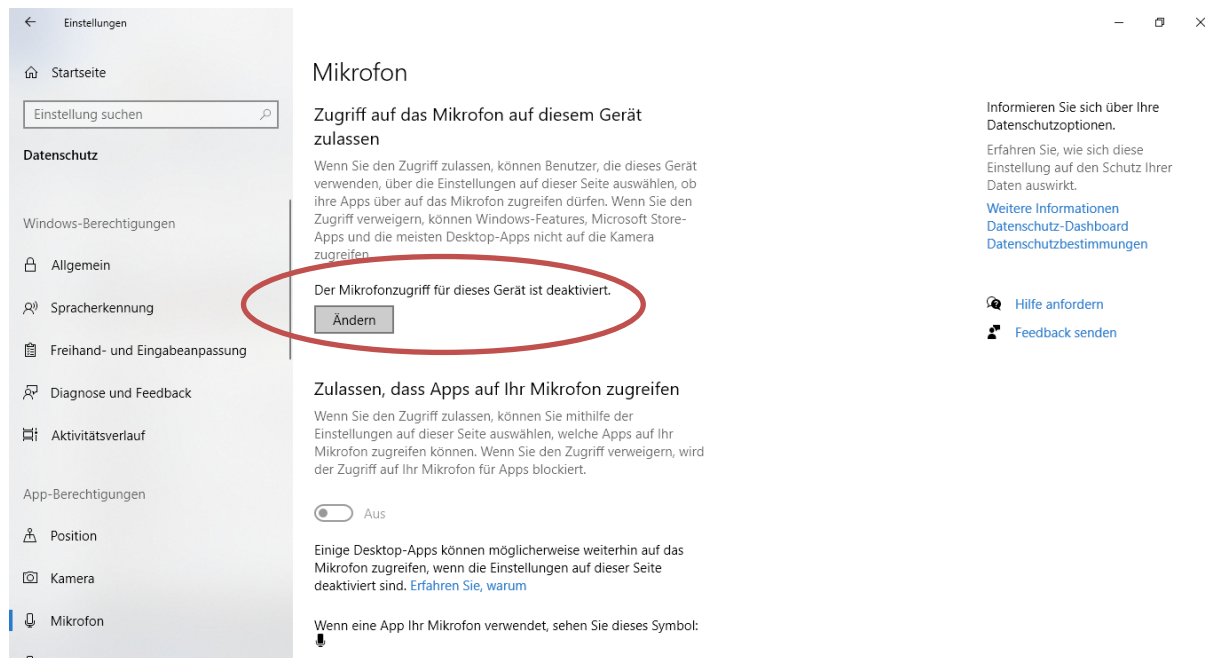 Einstellungen
Startseite
Einstellung suchen
Datenschutz
Windows-Berechtigungen
Allgemein
Spracherkennung
Freihand- und Eingabeanpassung
Diagnose und Feedback
Aktivitätsverlauf
App-Berechtigungen
Position
Kamera
Mikrofon
Mikrofon
Zugriff auf das Mikrofon auf diesem Gerät
zulassen
Wenn Sie den Zugriff zulassen, können Benutzer, die dieses Gerät
verwenden, über die Einstellungen auf dieser Seite auswählen, ob
ihre Apps über auf das Mikrofon zugreifen dürfen. Wenn Sie den
Zugriff verweigern, können Windows-Features, Microsoft Store-
Apps und die meisten Desktop-Apps nicht auf die Kamera
zugreifen.
Der Mikrofonzugriff für dieses Gerät ist deaktiviert.
Ändern
Zulassen, dass Apps auf Ihr Mikrofon zugreifen
Wenn Sie den Zugriff zulassen, können Sie mithilfe der
Einstellungen auf dieser Seite auswählen, welche Apps auf Ihr
Mikrofon zugreifen können. Wenn Sie den Zugriff verweigern, wird
der Zugriff auf Ihr Mikrofon für Apps blockiert.
Aus
Einige Desktop-Apps können möglicherweise weiterhin auf das
Mikrofon zugreifen, wenn die Einstellungen auf dieser Seite
deaktiviert sind. Erfahren Sie, warum
Wenn eine App Ihr Mikrofon verwendet, sehen Sie dieses Symbol:
Informieren Sie sich über Ihre
Datenschutzoptionen.
Erfahren Sie, wie sich diese
Einstellung auf den Schutz Ihrer
Daten auswirkt.
Weitere Informationen
Datenschutz-Dashboard
Datenschutzbestimmungen
Hilfe anfordern
Feedback senden